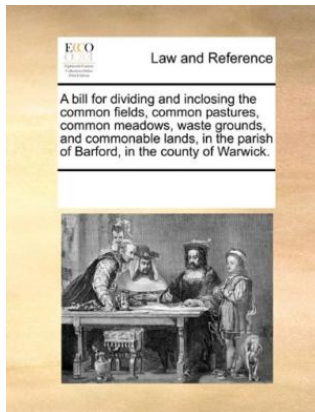 ECCO
Law and Reference
A bill for dividing and inclosing the
common fields, common pastures,
common meadows, waste grounds,
and commonable lands, in the parish
of Barford, in the county of Warwick.